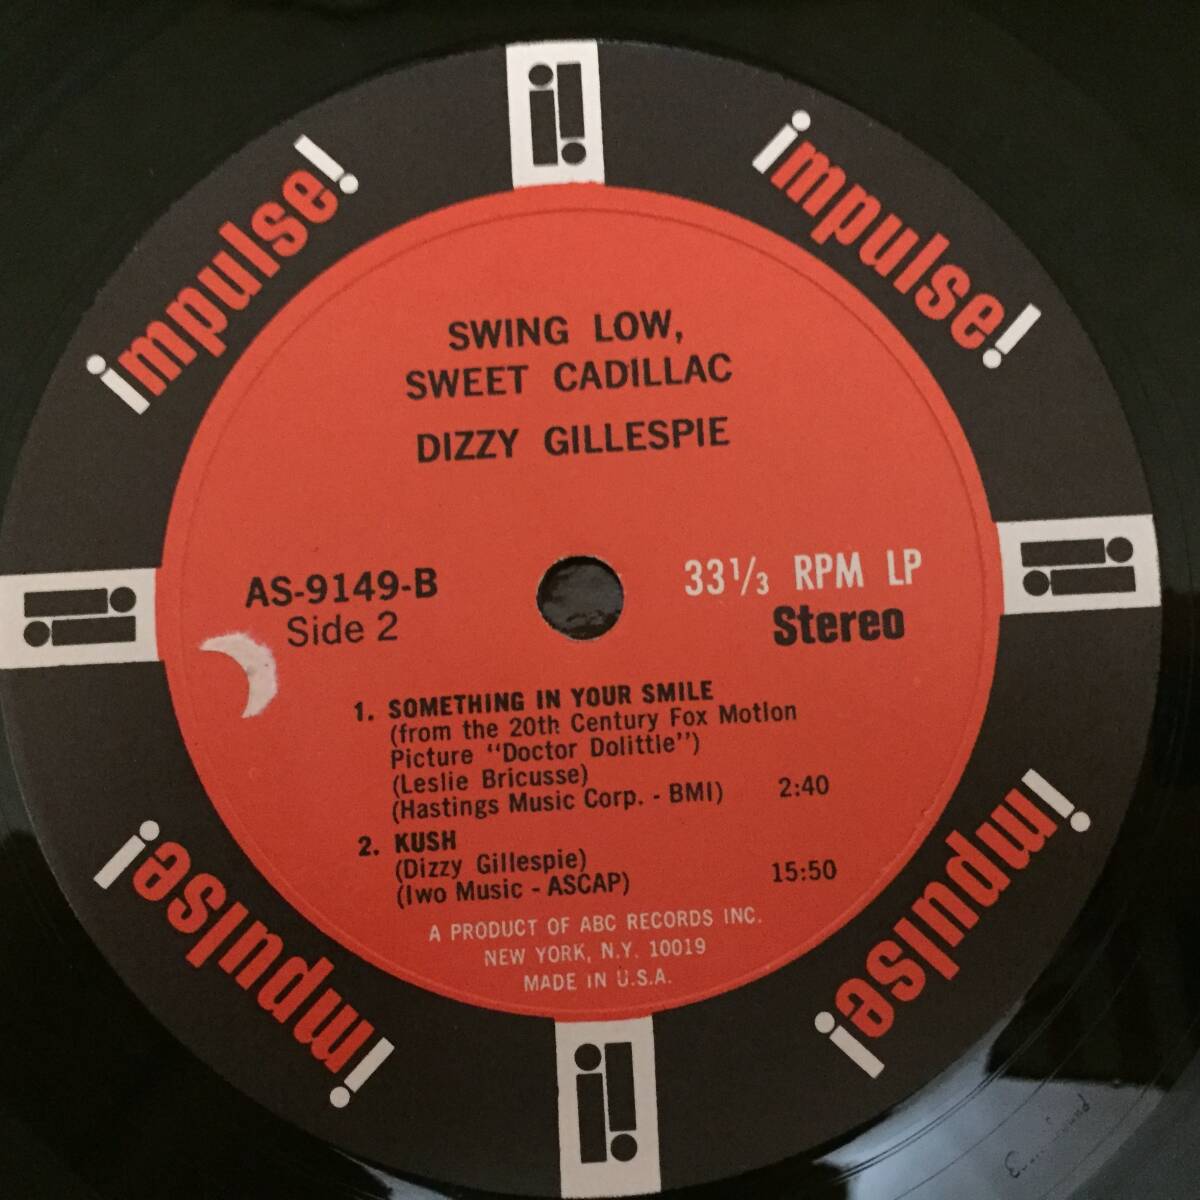 impulse!
impulse!
SWING LOW,
SWEET CADILLAC
DIZZY GILLESPIE
AS-9149-B
Side 2
33 1/3 RPM LP
Stereo
1. SOMETHING IN YOUR SMILE
(from the 20th Century Fox Motion
Picture "Doctor Dolittle")
(Leslie Bricusse)
(Hastings Music Corp. - BMI) 2:40
2. KUSH
(Dizzy Gillespie)
(Iwo Music - ASCAP) 15:50
A PRODUCT OF ABC RECORDS INC.
NEW YORK, N.Y. 10019
MADE IN U.S.A.
impulse!
impulse!